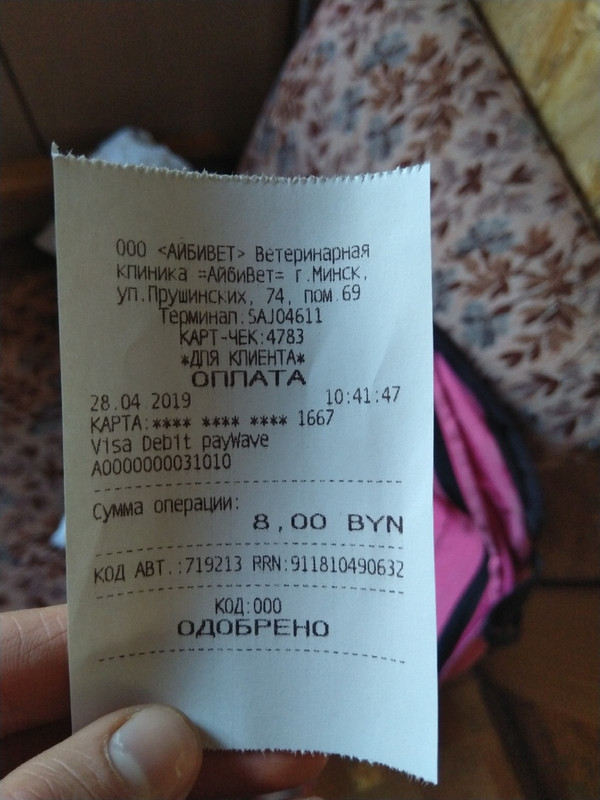 ООО <АЙБИВЕТ> Ветеринарная
клиника =АйбиВет= г.Минск,
ул.Прушинских, 74, пом.69
Терминал:SAJ04611
КАРТ-ЧЕК:4783
*ДЛЯ КЛИЕНТА*
ОПЛАТА
28.04.2019 10:41:47
КАРТА:**** **** **** 1667
Visa Debit payWave
A0000000031010
Сумма операции:
8,00 BYN
КОД АВТ.:719213 RRN:911810490632
КОД:000
ОДОБРЕНО